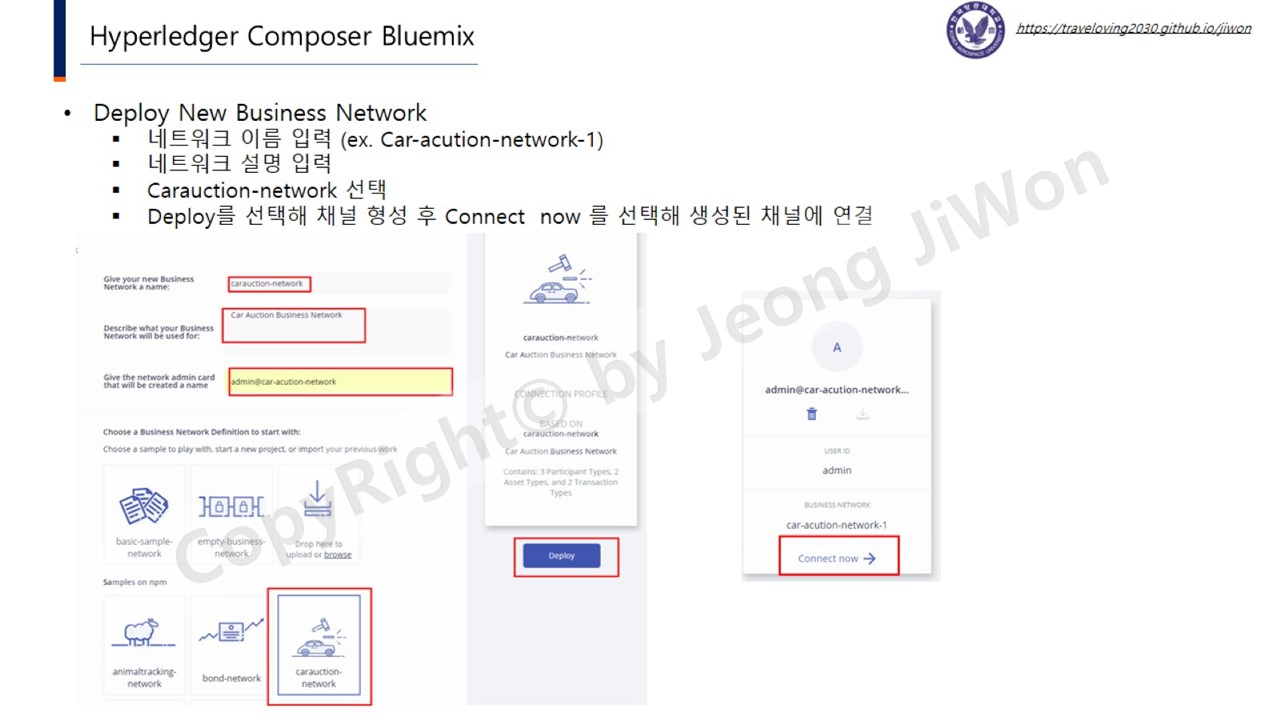 Hyperledger Composer Bluemix
https://traveloving2030.github.io/jiwon
• Deploy New Business Network
▪ 네트워크 이름 입력 (ex. Car-acution-network-1)
▪ 네트워크 설명 입력
▪ Carauction-network 선택
▪ Deploy를 선택해 채널 형성 후 Connect now 를 선택해 생성된 채널에 연결
Give your new Business
Network a name:
carauction-network
Describe what your Business
Network will be used for:
Car Auction Business Network
Give the network admin card
that will be created a name
admin@car-acution-network
Choose a Business Network Definition to start with:
Choose a sample to play with, start a new project, or import your previous work
basic-sample-
network
empty-business-
network
Drop here to
upload or browse
Samples on npm
animaltracking-
network
bond-network
carauction-
network
carauction-network
Car Auction Business Network
CONNECTION PROFILE
BASED ON
carauction-network
Car Auction Business Network
Contains: 3 Participant Types, 2
Asset Types, and 2 Transaction
Types
Deploy
A
admin@car-acution-network...
USER ID
admin
BUSINESS NETWORK
car-acution-network-1
Connect now →
CopyRight© by Jeong JiWon